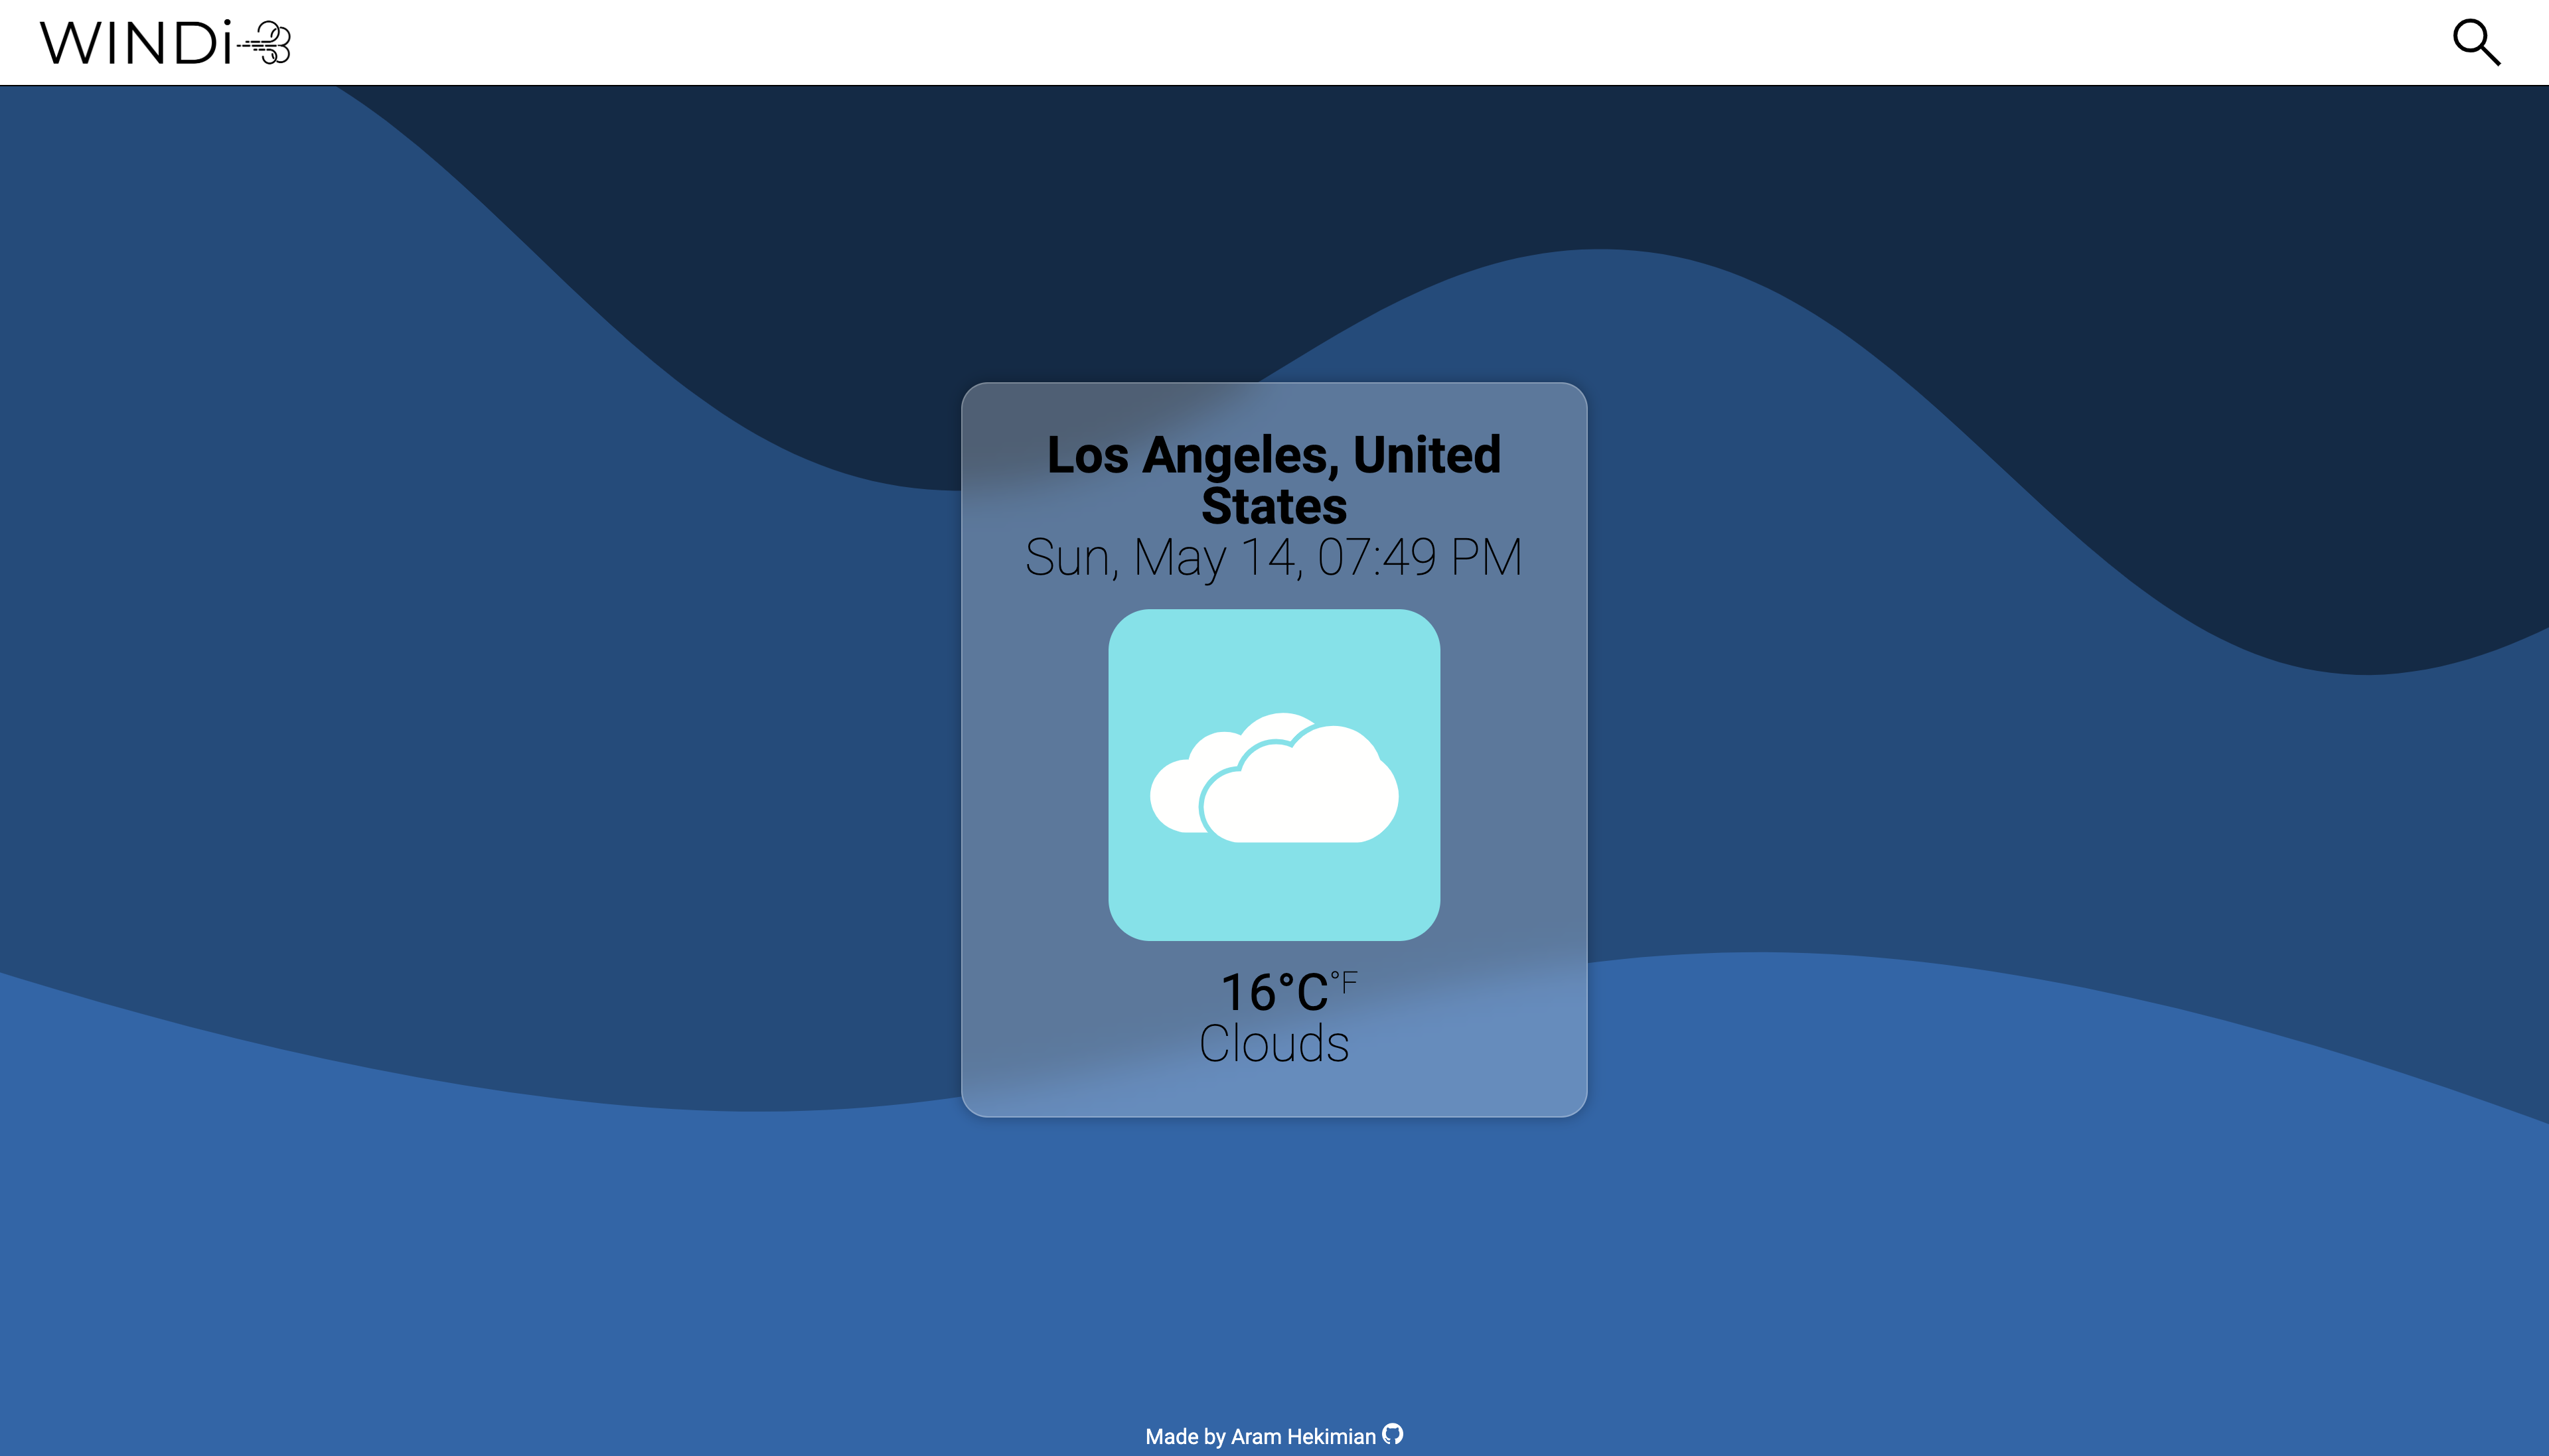 WINDi
Los Angeles, United
States
Sun, May 14, 07:49 PM
16°C°F
Clouds
Made by Aram Hekimian